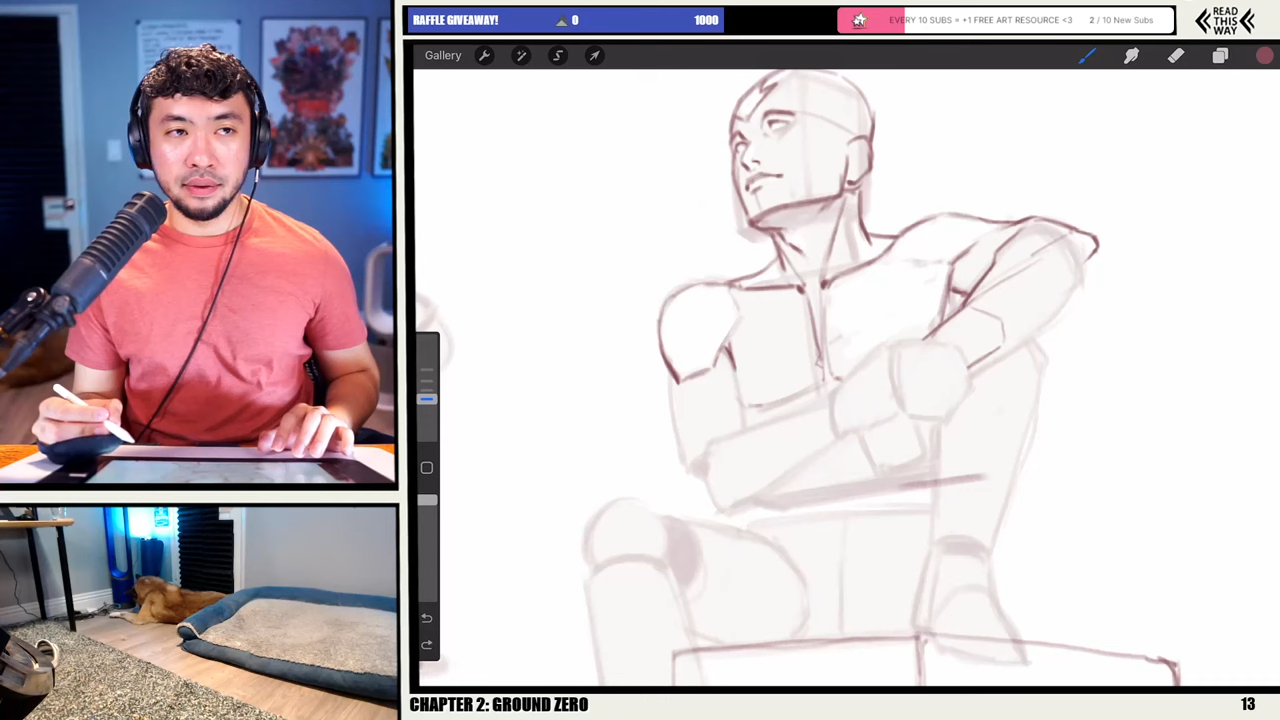 RAFFLE GIVEAWAY! 0 1000
EVERY 10 SUBS = +1 FREE ART RESOURCE <3 2 / 10 New Subs
READ
THIS
WAY
Gallery
CHAPTER 2: GROUND ZERO 13